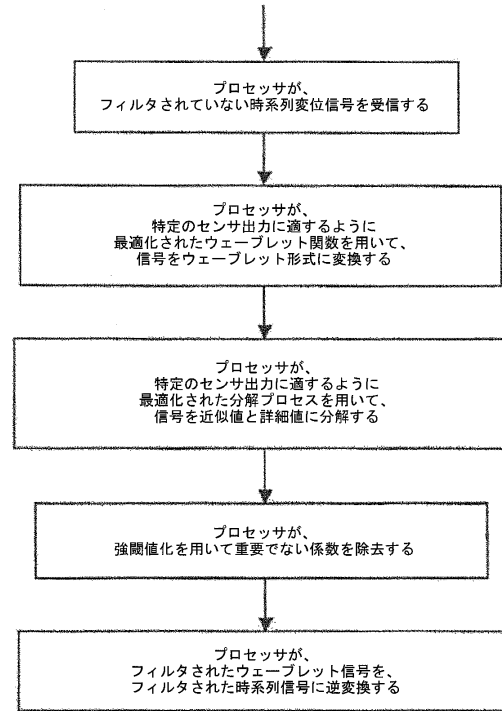 プロセッサが、
フィルタされていない時系列変位信号を受信する
プロセッサが、
特定のセンサ出力に適するように
最適化されたウェーブレット関数を用いて、
信号をウェーブレット形式に変換する
プロセッサが、
特定のセンサ出力に適するように
最適化された分解プロセスを用いて、
信号を近似値と詳細値に分解する
プロセッサが、
強閾値化を用いて重要でない係数を除去する
プロセッサが、
フィルタされたウェーブレット信号を、
フィルタされた時系列信号に逆変換する